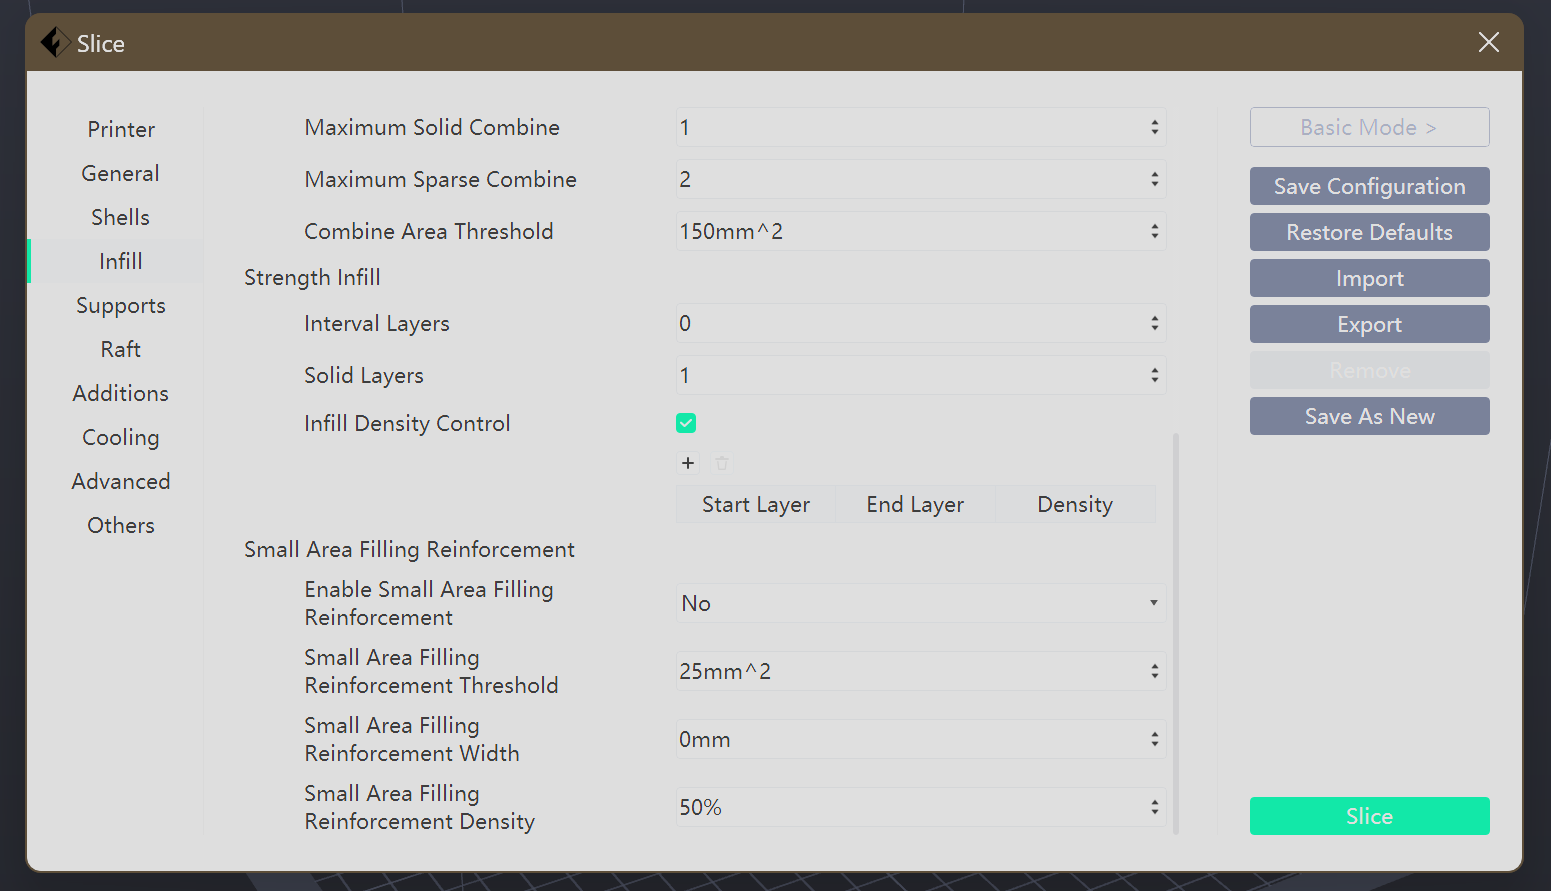 Slice
Printer
General
Shells
Infill
Supports
Raft
Additions
Cooling
Advanced
Others
Maximum Solid Combine 1
Maximum Sparse Combine 2
Combine Area Threshold 150mm^2
Strength Infill
Interval Layers 0
Solid Layers 1
Infill Density Control
+
Start Layer End Layer Density
Small Area Filling Reinforcement
Enable Small Area Filling
Reinforcement
No
Small Area Filling
Reinforcement Threshold
25mm^2
Small Area Filling
Reinforcement Width
0mm
Small Area Filling
Reinforcement Density
50%
Basic Mode >
Save Configuration
Restore Defaults
Import
Export
Remove
Save As New
Slice